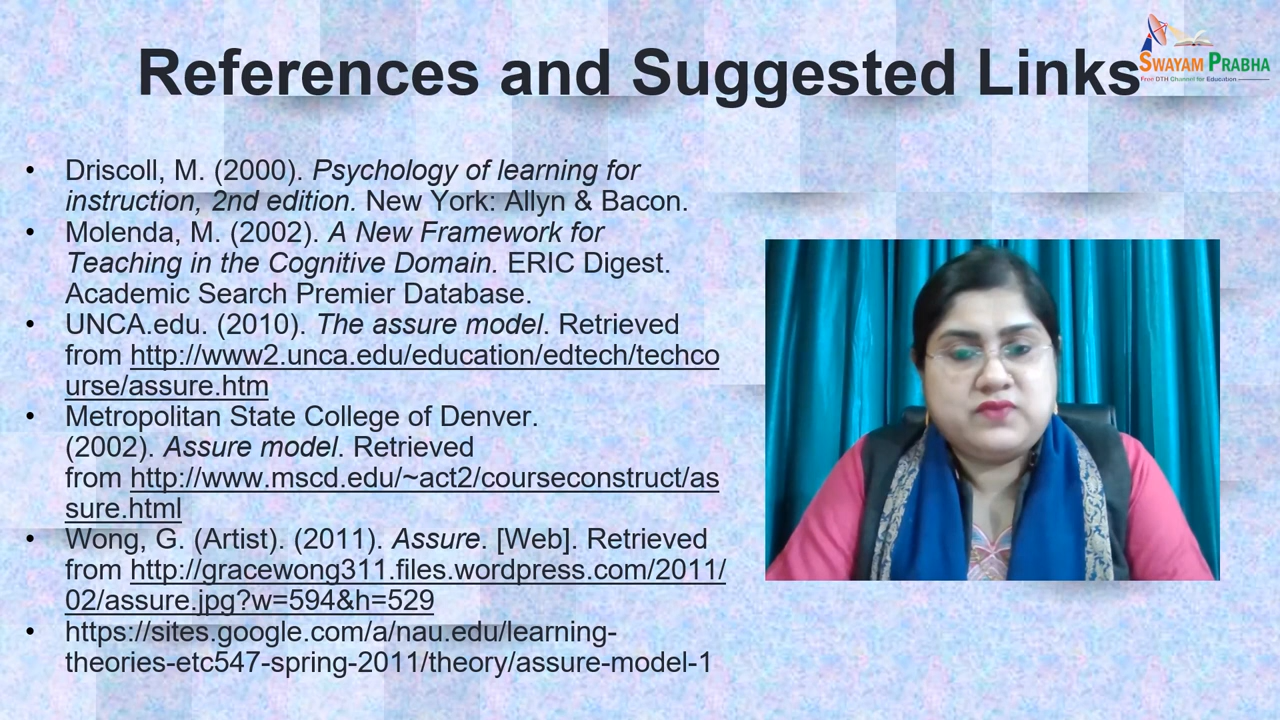 References and Suggested Links
SWAYAM PRABHA
Free DTH Channel for Education
• Driscoll, M. (2000). Psychology of learning for
instruction, 2nd edition. New York: Allyn & Bacon.
• Molenda, M. (2002). A New Framework for
Teaching in the Cognitive Domain. ERIC Digest.
Academic Search Premier Database.
• UNCA.edu. (2010). The assure model. Retrieved
from http://www2.unca.edu/education/edtech/techco
urse/assure.htm
• Metropolitan State College of Denver.
(2002). Assure model. Retrieved
from http://www.mscd.edu/~act2/courseconstruct/as
sure.html
• Wong, G. (Artist). (2011). Assure. [Web]. Retrieved
from http://gracewong311.files.wordpress.com/2011/
02/assure.jpg?w=594&h=529
• https://sites.google.com/a/nau.edu/learning-
theories-etc547-spring-2011/theory/assure-model-1